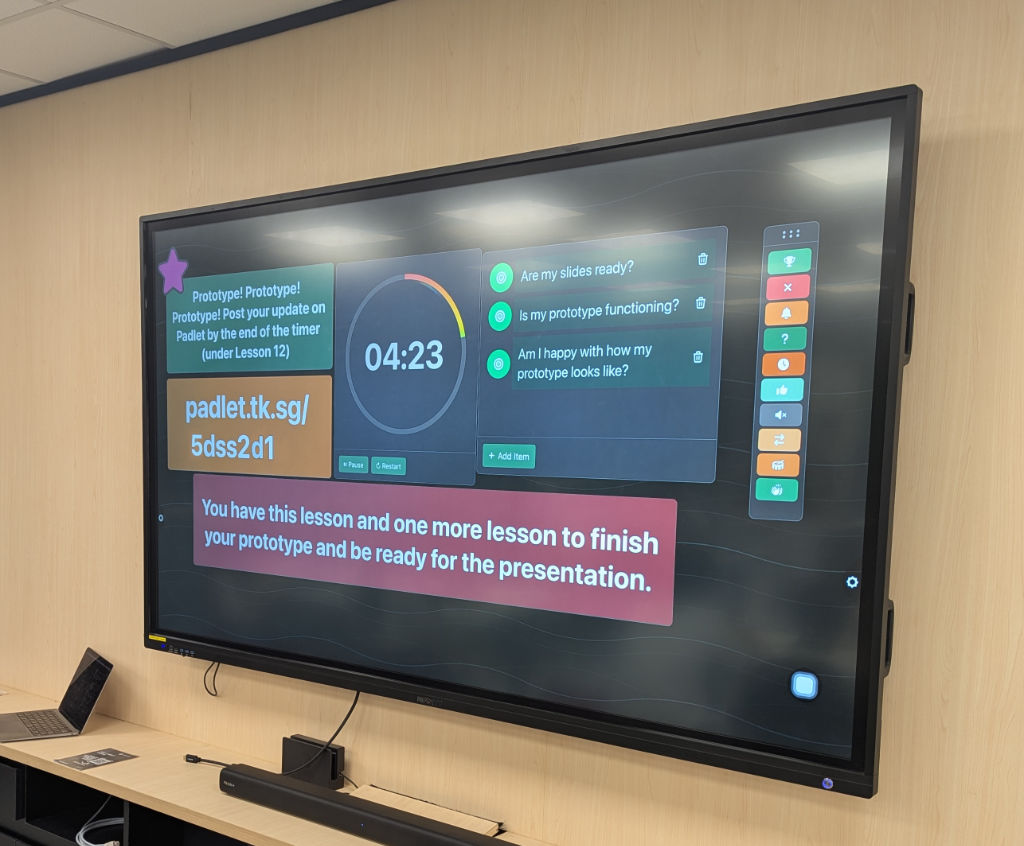 Prototype! Prototype!
Prototype! Post your update on
Padlet by the end of the timer
(under Lesson 12)
padlet.tk.sg/
5dss2d1
04:23
Pause
Restart
Are my slides ready?
Is my prototype functioning?
Am I happy with how my
prototype looks like?
+ Add Item
?
You have this lesson and one more lesson to finish
your prototype and be ready for the presentation.